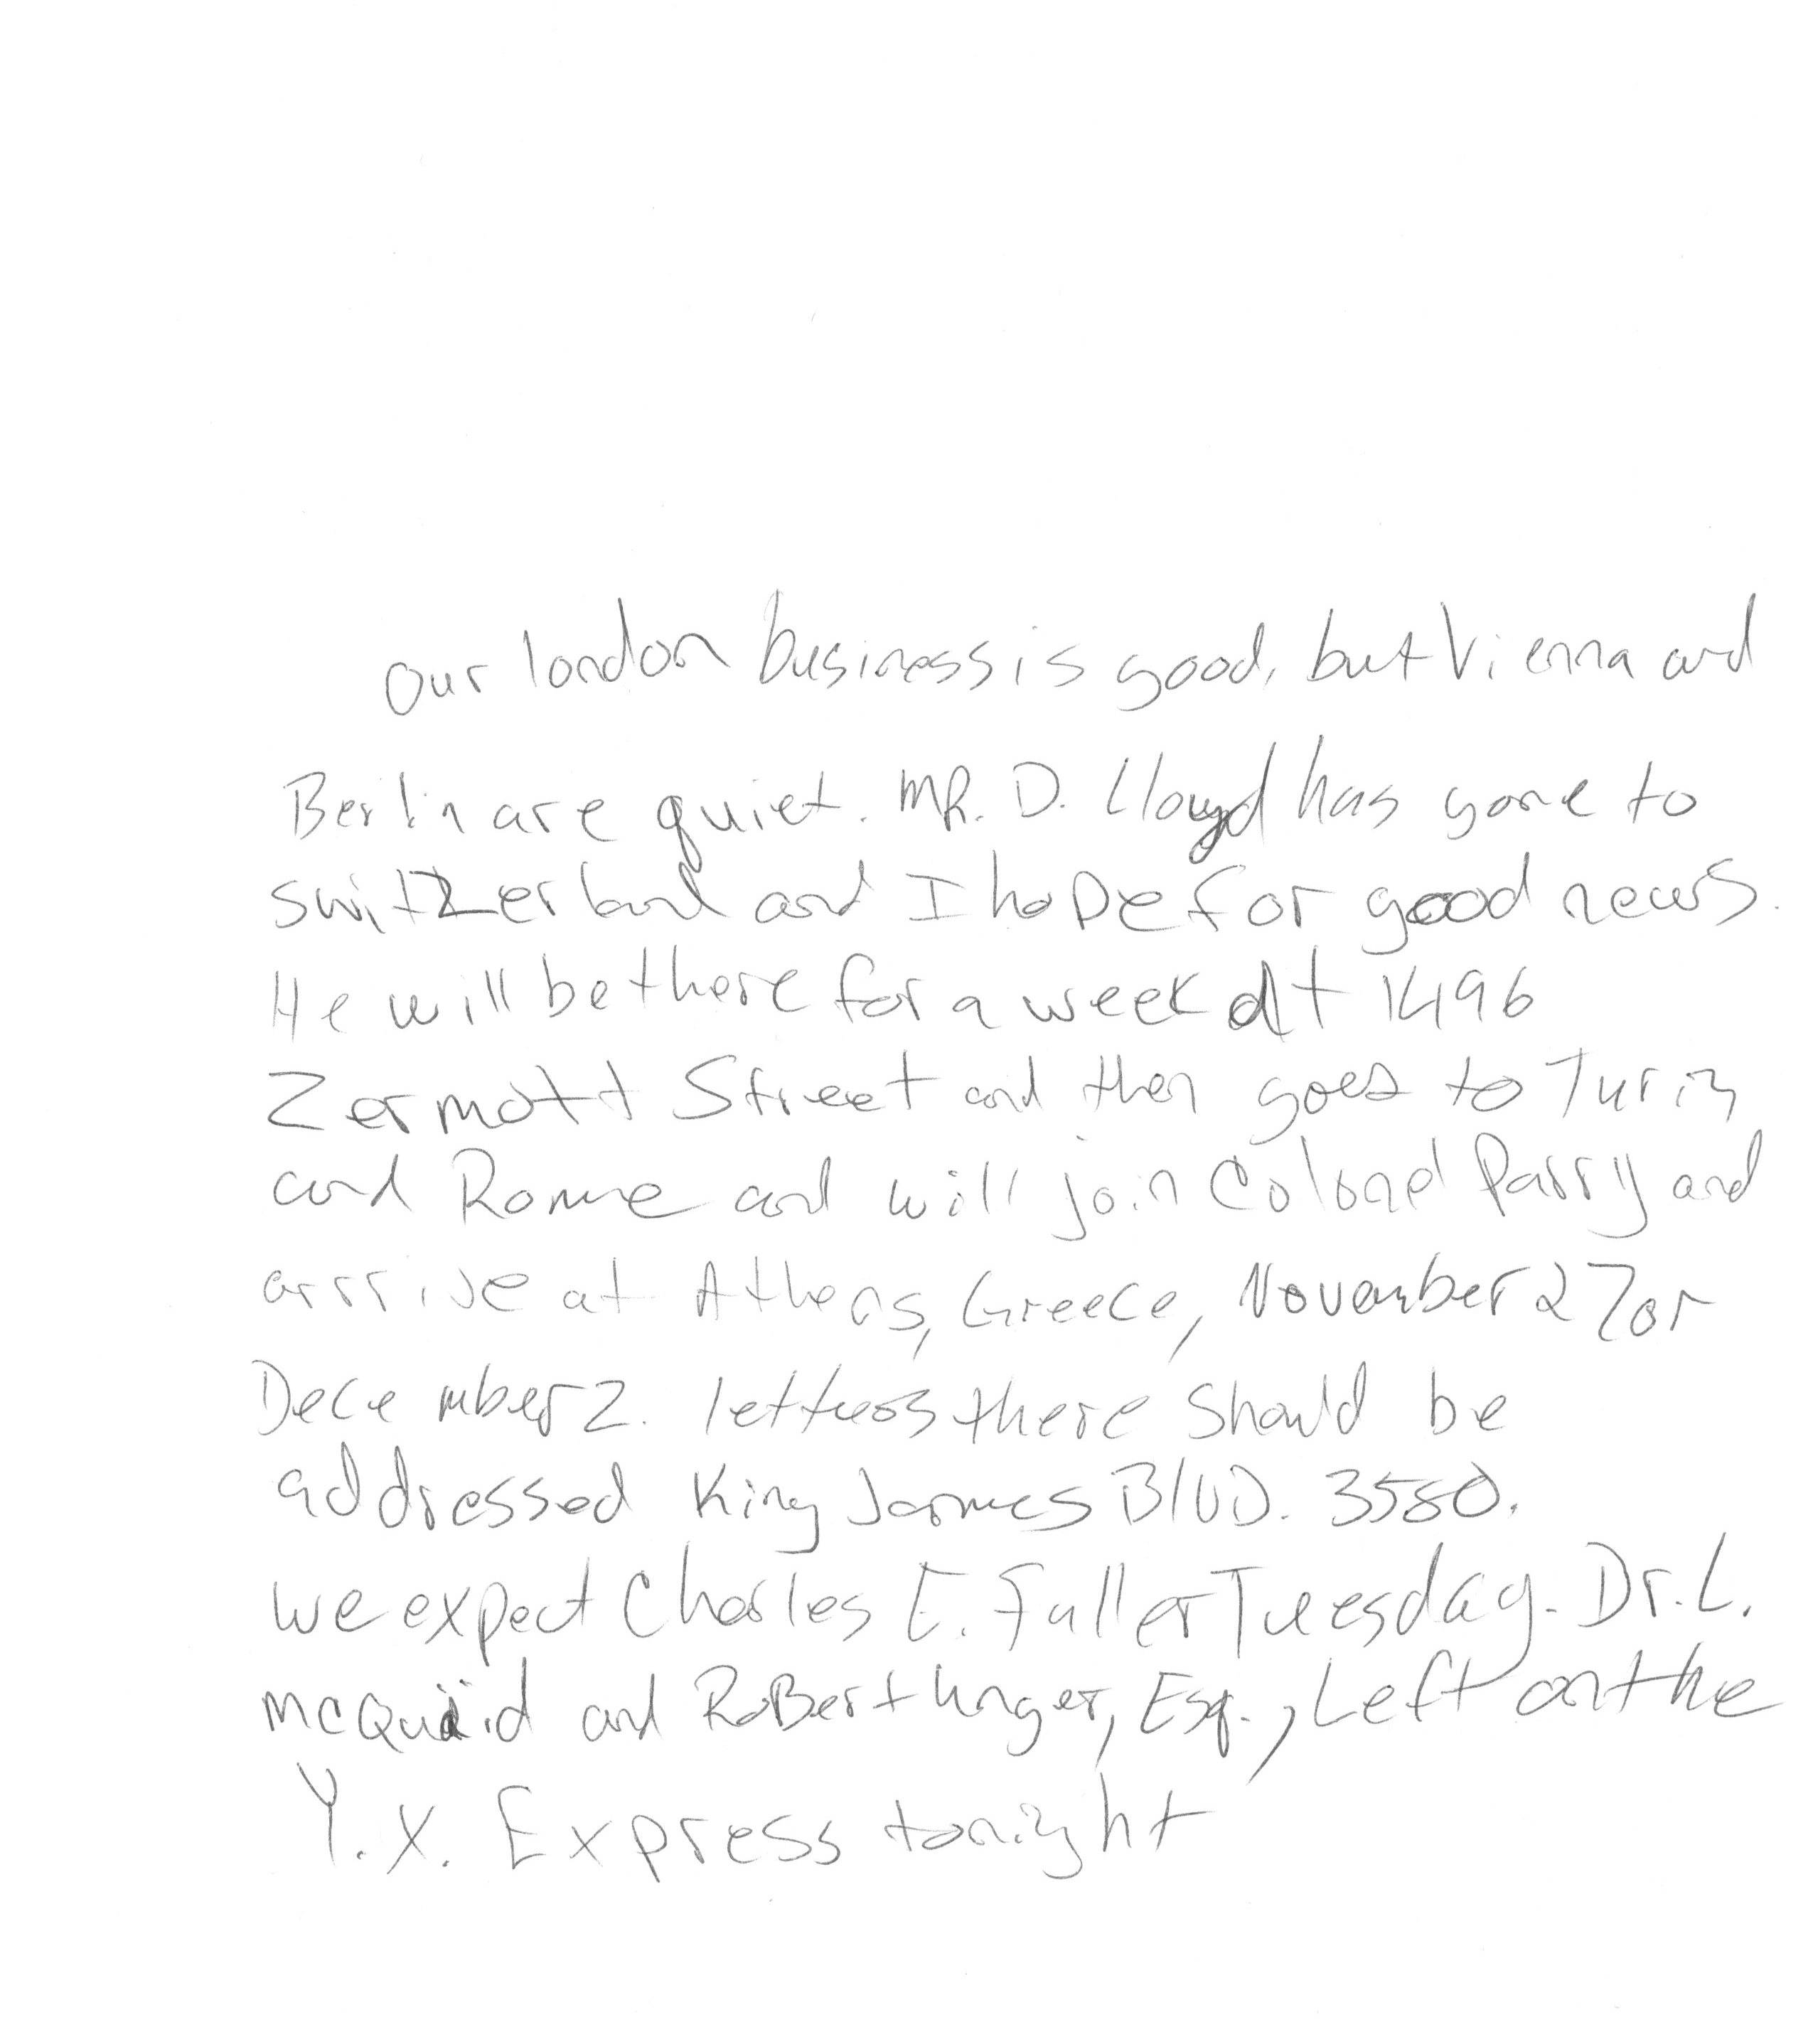 Our london business is good, but Vienna and
Berlin are quiet. MR. D. Lloyd has gone to
switzerland and I hope for good news.
He will be there for a week at 1496
Zermott Street and then goes to Turin
and Rome and will join Colonel Parry and
arrive at Athens, Greece, November 27 or
December 2. letters there should be
addressed King James Blvd. 3580.
we expect Charles E. Fuller Tuesday. Dr. L.
McQuaid and Robert Unger, Esq., Left on the
Y.X. Express tonight